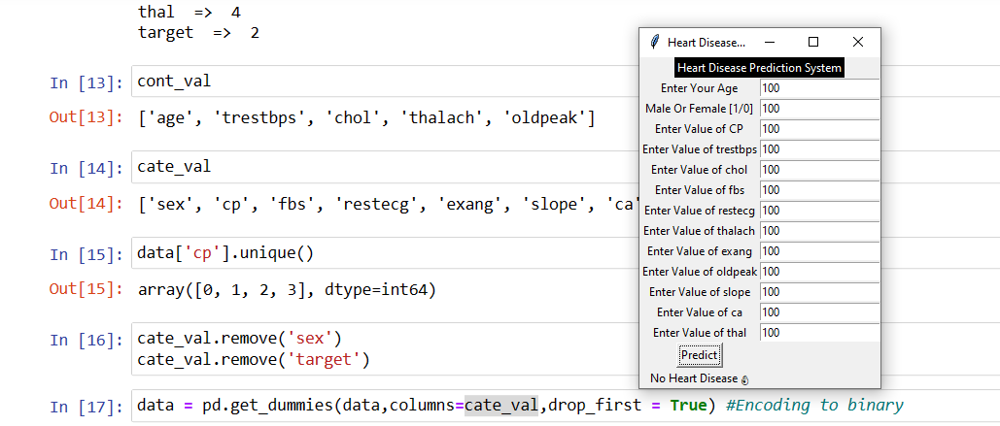 thal  =>  4
target  =>  2
In [13]: cont_val
Out[13]: ['age', 'trestbps', 'chol', 'thalach', 'oldpeak']
In [14]: cate_val
Out[14]: ['sex', 'cp', 'fbs', 'restecg', 'exang', 'slope', 'ca'
In [15]: data['cp'].unique()
Out[15]: array([0, 1, 2, 3], dtype=int64)
In [16]: cate_val.remove('sex')
cate_val.remove('target')
In [17]: data = pd.get_dummies(data,columns=cate_val,drop_first = True) #Encoding to binary
Heart Disease...
Heart Disease Prediction System
Enter Your Age 100
Male Or Female [1/0] 100
Enter Value of CP 100
Enter Value of trestbps 100
Enter Value of chol 100
Enter Value of fbs 100
Enter Value of restecg 100
Enter Value of thalach 100
Enter Value of exang 100
Enter Value of oldpeak 100
Enter Value of slope 100
Enter Value of ca 100
Enter Value of thal 100
Predict
No Heart Disease